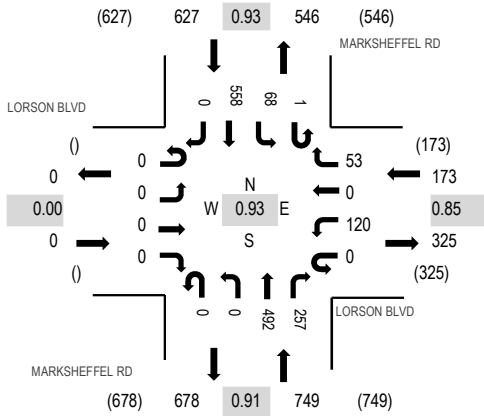 (627) 627 0.93 546 (546)
MARKSHEFFEL RD
0 558 68 1
LORSON BLVD
() 0 53 (173)
0 173
0 0
N
0.00 W 0.93 E 0.85
S
0 0 120 325
() 0 0 (325)
0 0 492 257
LORSON BLVD
MARKSHEFFEL RD
(678) 678 0.91 749 (749)